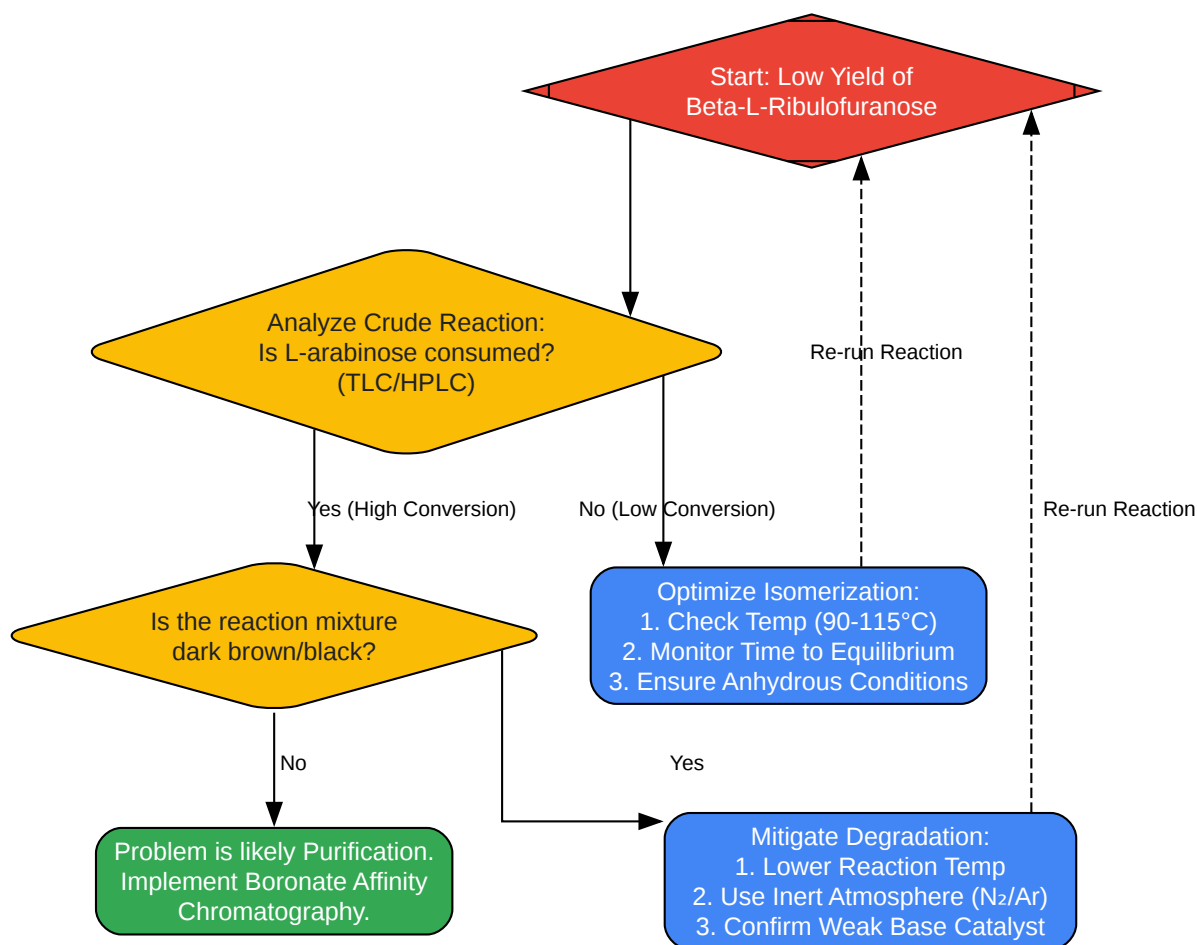 Start: Low Yield of
Beta-L-Ribulofuranose
Analyze Crude Reaction:
Is L-arabinose consumed?
(TLC/HPLC)
Re-run Reaction
Yes (High Conversion)
No (Low Conversion)
Re-run Reaction
Is the reaction mixture
dark brown/black?
Optimize Isomerization:
1. Check Temp (90-115°C)
2. Monitor Time to Equilibrium
3. Ensure Anhydrous Conditions
No
Yes
Problem is likely Purification.
Implement Boronate Affinity
Chromatography.
Mitigate Degradation:
1. Lower Reaction Temp
2. Use Inert Atmosphere (N₂/Ar)
3. Confirm Weak Base Catalyst